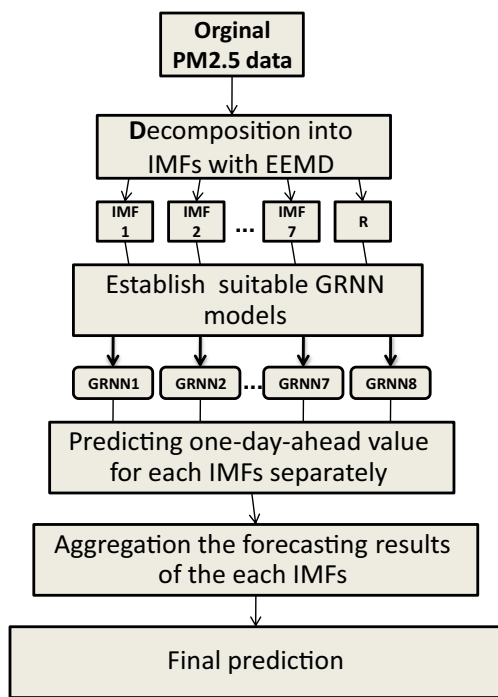 Orginal
PM2.5 data
Decomposition into
IMFs with EEMD
IMF 1 IMF 2 ... IMF 7 R
Establish suitable GRNN
models
GRNN1 GRNN2 ... GRNN7 GRNN8
Predicting one-day-ahead value
for each IMFs separately
Aggregation the forecasting results
of the each IMFs
Final prediction